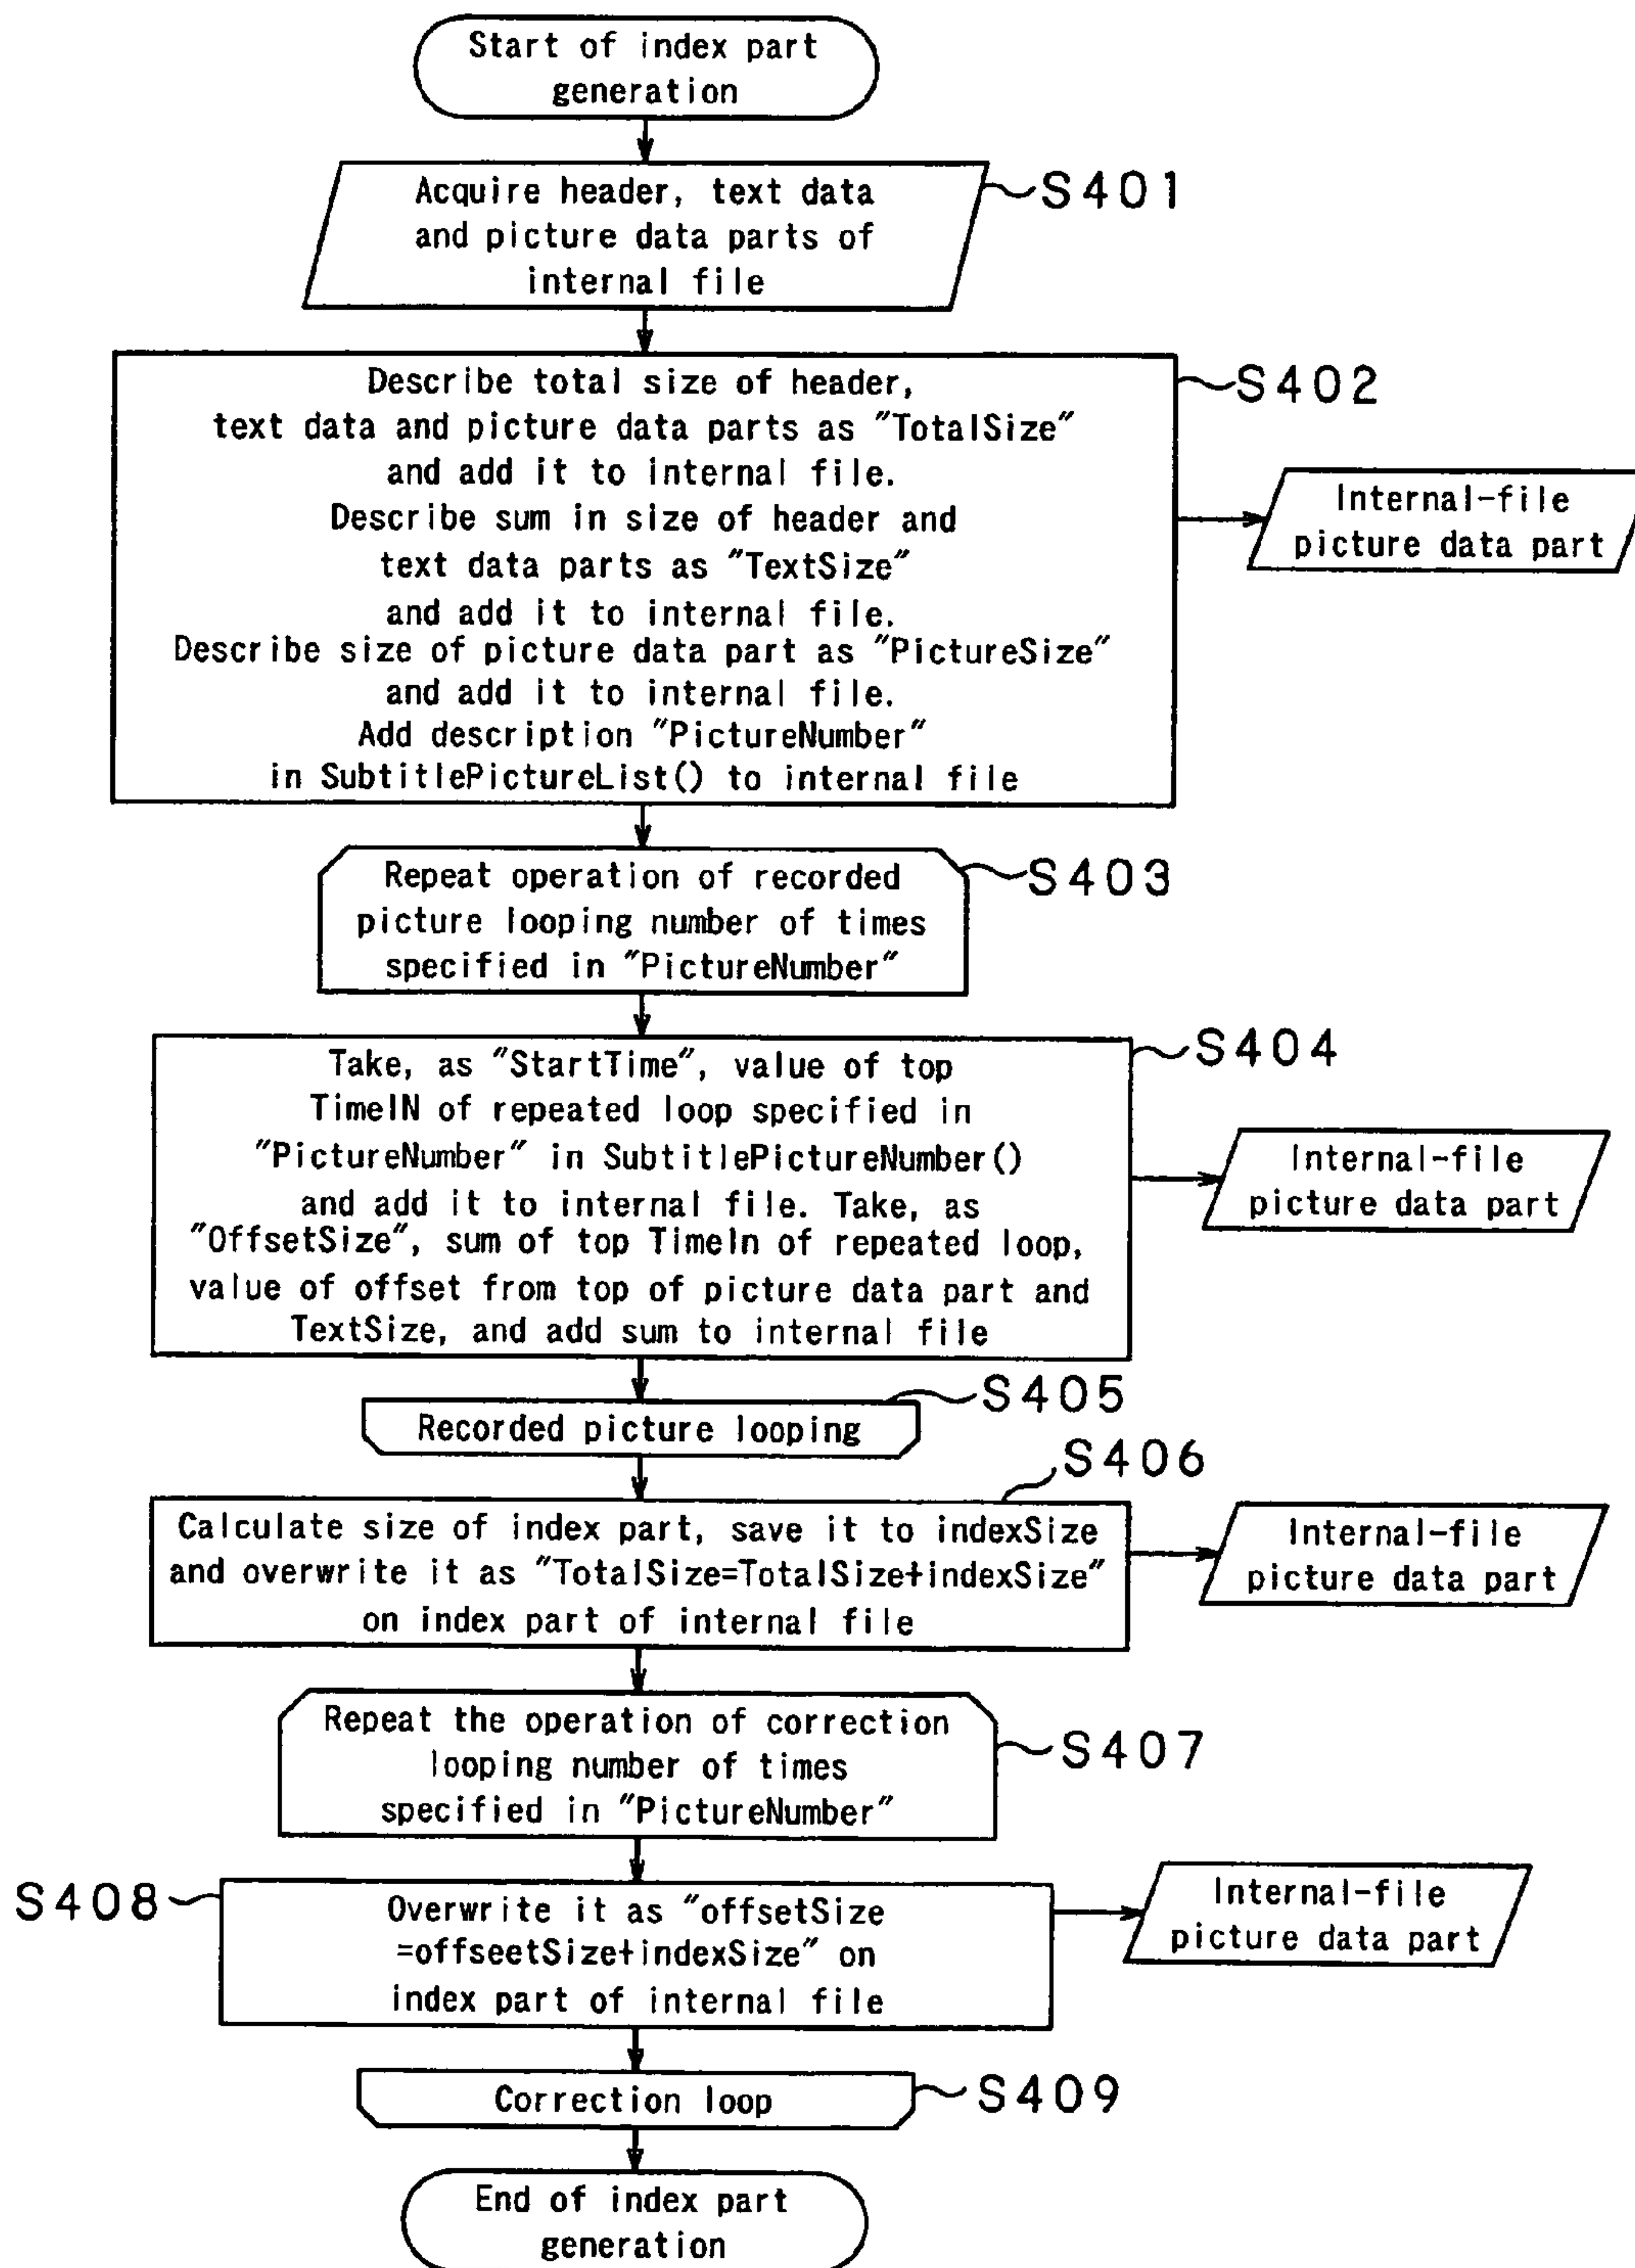 Start of index part
generation
Acquire header, text data
and picture data parts of
internal file
S401
Describe total size of header,
text data and picture data parts as "TotalSize"
and add it to internal file.
Describe sum in size of header and
text data parts as "TextSize"
and add it to internal file.
Describe size of picture data part as "PictureSize"
and add it to internal file.
Add description "PictureNumber"
in SubtitlePictureList() to internal file
S402
Internal-file
picture data part
Repeat operation of recorded
picture looping number of times
specified in "PictureNumber"
S403
Take, as "StartTime", value of top
TimeIN of repeated loop specified in
"PictureNumber" in SubtitlePictureNumber()
and add it to internal file. Take, as
"OffsetSize", sum of top TimeIn of repeated loop,
value of offset from top of picture data part and
TextSize, and add sum to internal file
S404
Internal-file
picture data part
Recorded picture looping
S405
Calculate size of index part, save it to indexSize
and overwrite it as "TotalSize=TotalSize+indexSize"
on index part of internal file
S406
Internal-file
picture data part
Repeat the operation of correction
looping number of times
specified in "PictureNumber"
S407
S408
Overwrite it as "offsetSize
=offseetSize+indexSize" on
index part of internal file
Internal-file
picture data part
Correction loop
S409
End of index part
generation